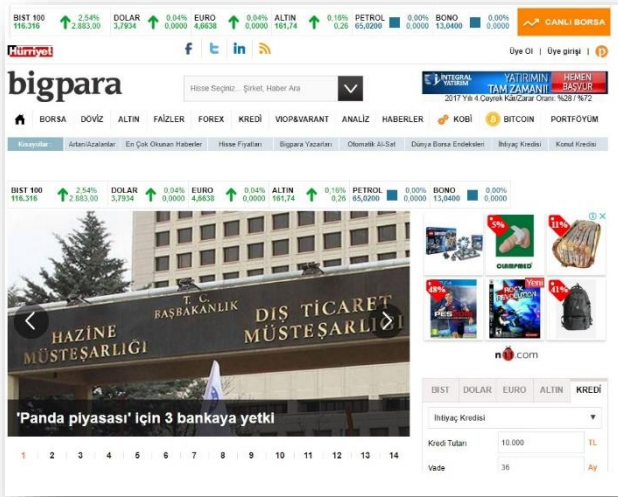 BIST 100 2,54% DOLAR 0,04% EURO 0,04% ALTIN 0,16% PETROL 0,00% BONO 0,00% CANLI BORSA
116.316 2.883,00 3,7934 0,0000 4,6638 0,0000 161,74 0,26 65,0200 0,0000 13,0400 0,0000
Hürriyet f in Üye Ol | Üye girişi |
bigpara Hisse Seçiniz... Şirket, Haber Ara
INTEGRAL YATIRIM YATIRIMIN TAM ZAMANI! HEMEN BAŞVUR
2017 Yılı 4.Çeyrek Kâr/Zarar Oranı: %28 / %72
BORSA DÖVİZ ALTIN FAİZLER FOREX KREDİ VIOP&VARANT ANALİZ HABERLER KOBİ BITCOIN PORTFÖYÜM
Kısayollar: Artan/Azalanlar En Çok Okunan Haberler Hisse Fiyatları Bigpara Yazarları Otomatik Al-Sat Dünya Borsa Endeksleri İhtiyaç Kredisi Konut Kredisi
BIST 100 2,54% DOLAR 0,04% EURO 0,04% ALTIN 0,16% PETROL 0,00% BONO 0,00%
116.316 2.883,00 3,7934 0,0000 4,6638 0,0000 161,74 0,26 65,0200 0,0000 13,0400 0,0000
T. C.
BAŞBAKANLIK
HAZİNE
MÜSTEŞARLIĞI
DIŞ TİCARET
MÜSTEŞARLIĞI
'Panda piyasası' için 3 bankaya yetki
1 2 3 4 5 6 7 8 9 10 11 12 13 14
5% 11%
48% Yeni 41%
PES
n11.com
BIST DOLAR EURO ALTIN KREDİ
İhtiyaç Kredisi
Kredi Tutarı 10.000 TL
Vade 36 Ay